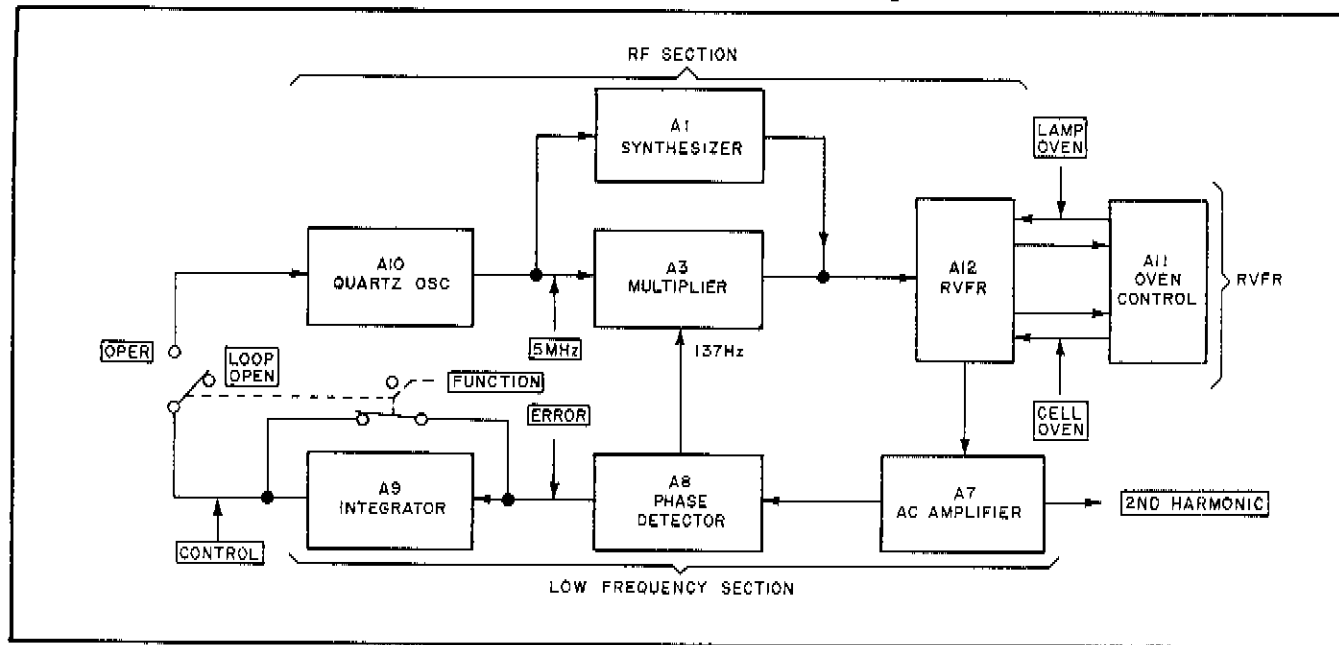 RF SECTION
A1
SYNTHESIZER
LAMP
OVEN
A10
QUARTZ OSC
A3
MULTIPLIER
A12
RVFR
A11
OVEN
CONTROL
RVFR
OPER
LOOP
OPEN
5MHz
137Hz
FUNCTION
ERROR
CELL
OVEN
A9
INTEGRATOR
A8
PHASE
DETECTOR
A7
AC AMPLIFIER
2ND HARMONIC
CONTROL
LOW FREQUENCY SECTION